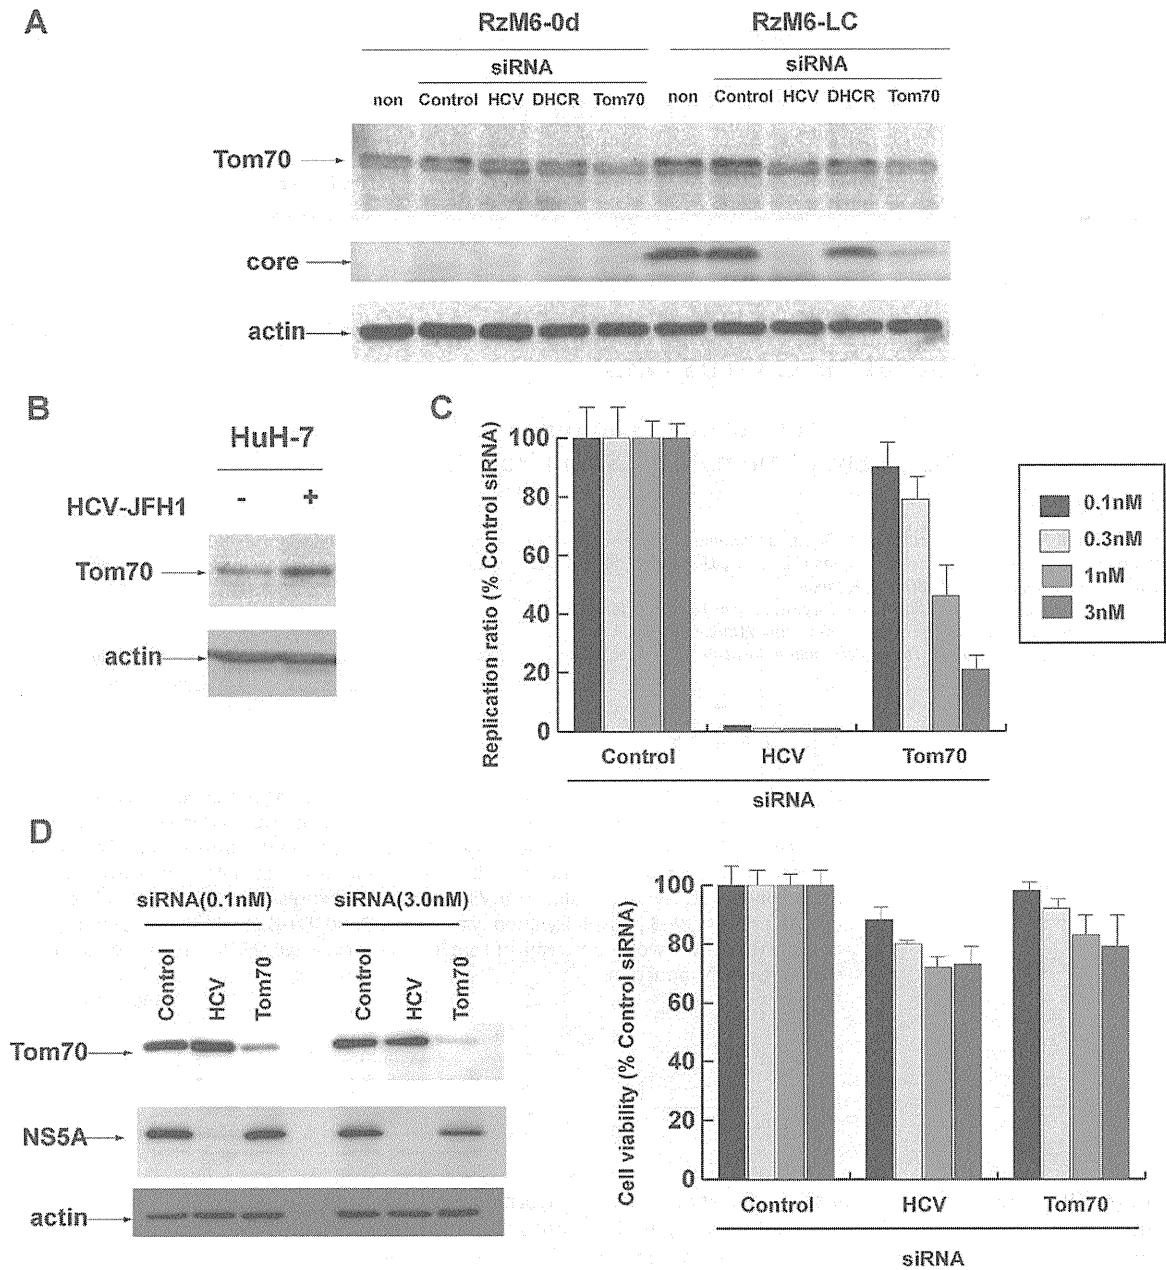 A
RzM6-0d RzM6-LC
siRNA siRNA
non Control HCV DHCR Tom70 non Control HCV DHCR Tom70
Tom70
core
actin
B
HuH-7
HCV-JFH1 - +
Tom70
actin
C
Replication ratio (% Control siRNA)
100
80
60
40
20
0
Control HCV Tom70
siRNA
0.1nM
0.3nM
1nM
3nM
D
siRNA(0.1nM) siRNA(3.0nM)
Control HCV Tom70 Control HCV Tom70
Tom70
NS5A
actin
Cell viability (% Control siRNA)
100
80
60
40
20
0
Control HCV Tom70
siRNA